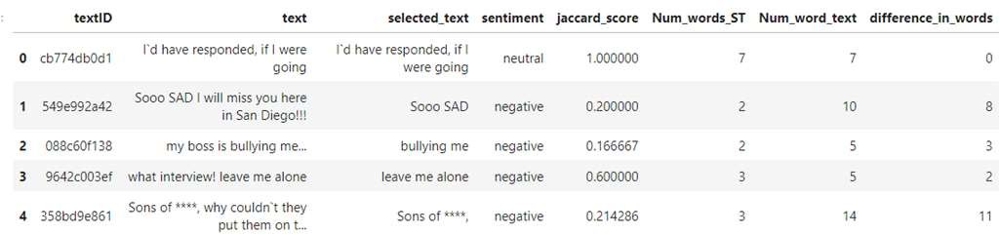 textID text selected_text sentiment jaccard_score Num_words_ST Num_word_text difference_in_words
0 cb774db0d1 I`d have responded, if I were going I`d have responded, if I were going neutral 1.000000 7 7 0
1 549e992a42 Sooo SAD I will miss you here in San Diego!!! Sooo SAD negative 0.200000 2 10 8
2 088c60f138 my boss is bullying me... bullying me negative 0.166667 2 5 3
3 9642c003ef what interview! leave me alone leave me alone negative 0.600000 3 5 2
4 358bd9e861 Sons of ****, why couldn`t they put them on t... Sons of ****, negative 0.214286 3 14 11